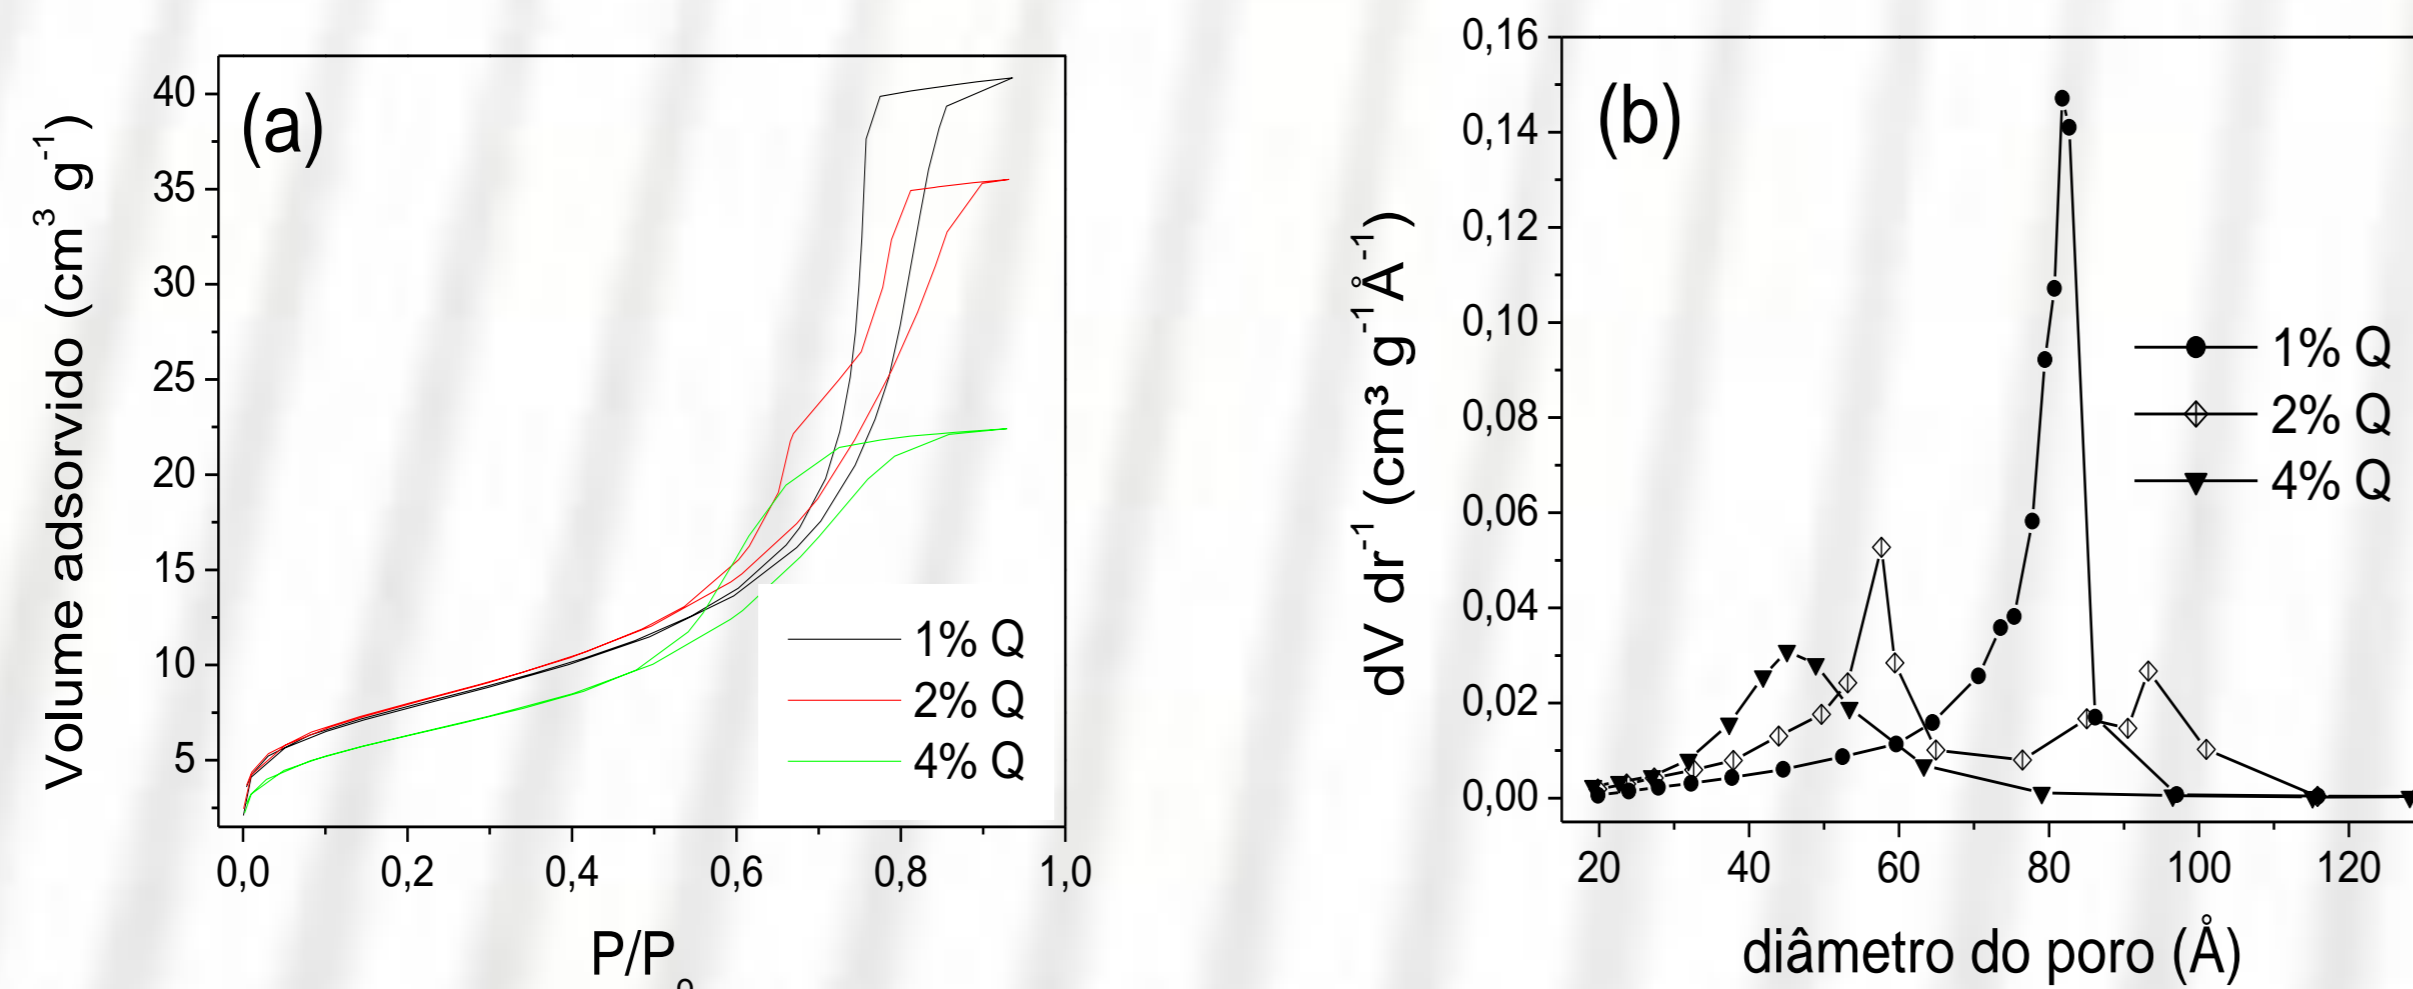 (a)
Volume adsorvido (cm³ g⁻¹)
40
35
30
25
20
15
10
5
0,0 0,2 0,4 0,6 0,8 1,0
P/Pₒ
1% Q
2% Q
4% Q
(b)
dV dr⁻¹ (cm³ g⁻¹Å⁻¹)
0,16
0,14
0,12
0,10
0,08
0,06
0,04
0,02
0,00
20 40 60 80 100 120
diâmetro do poro (Å)
1% Q
2% Q
4% Q